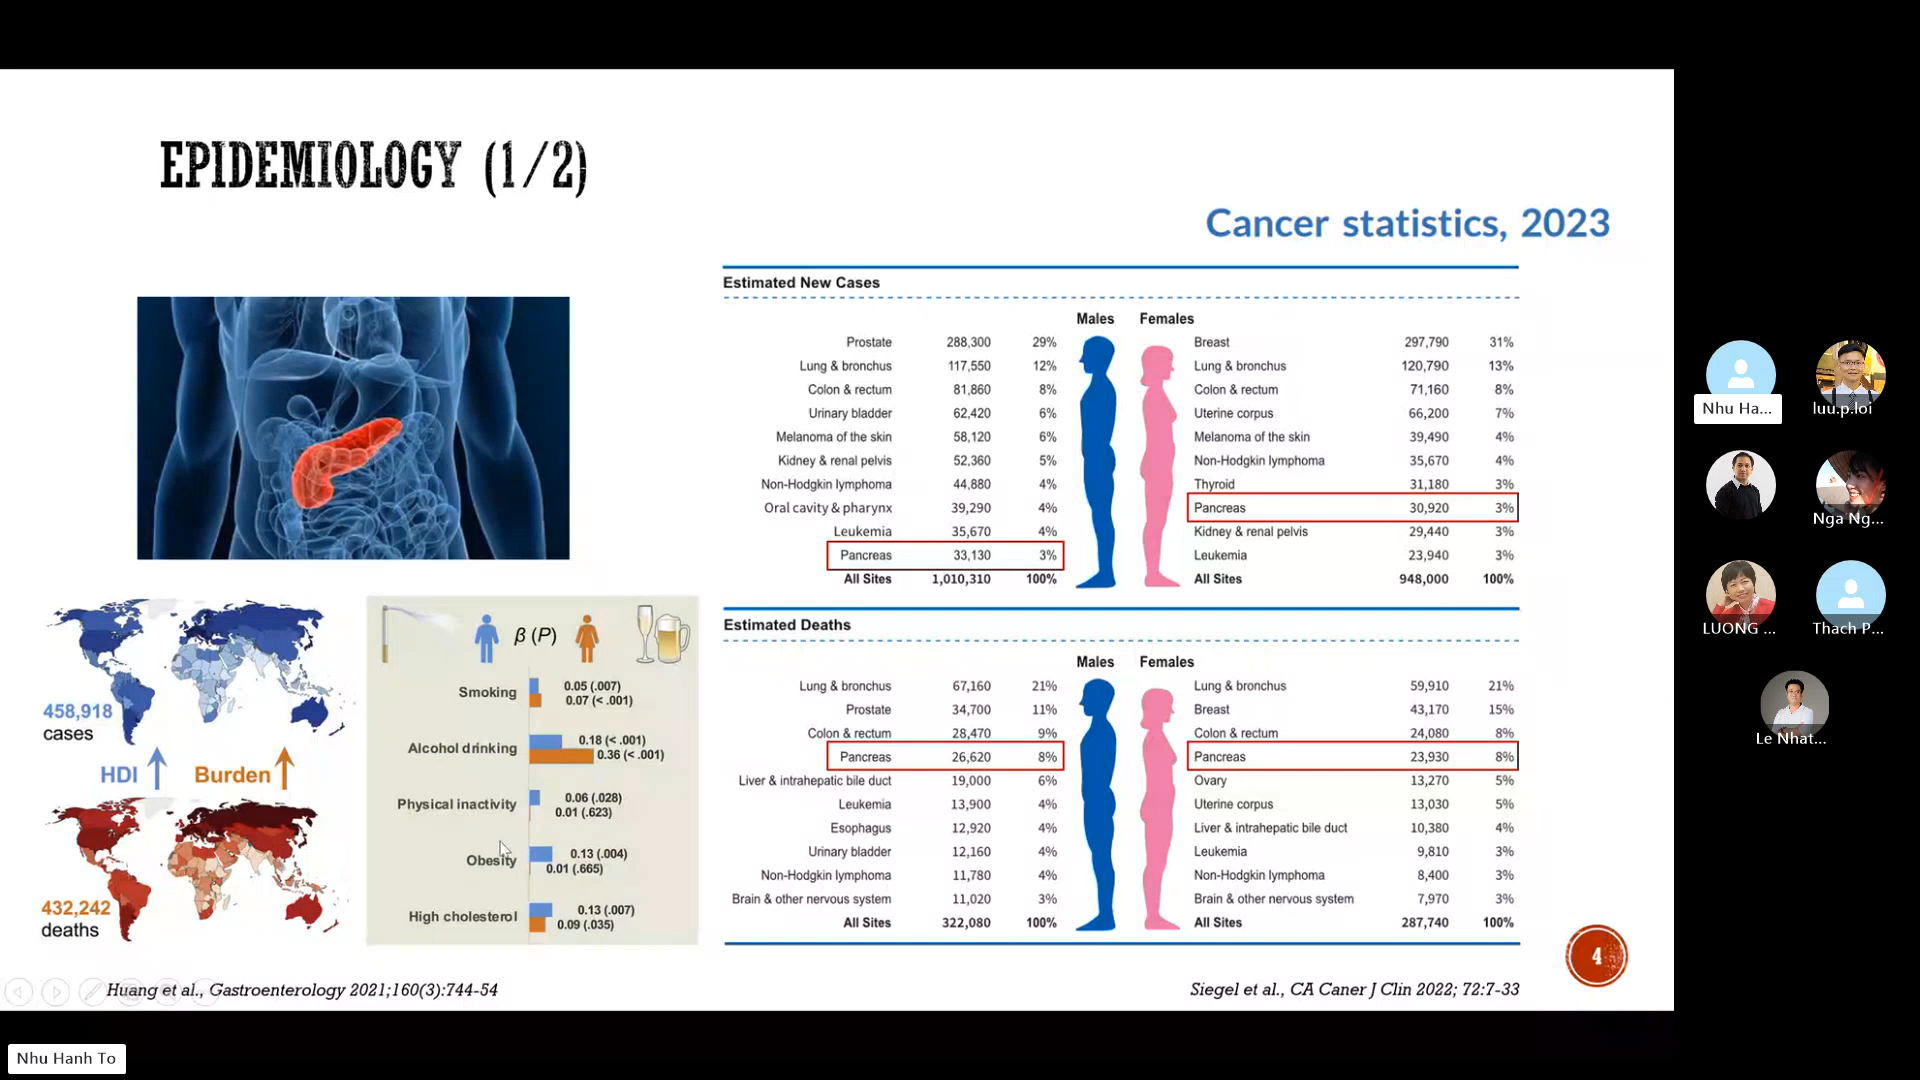 EPIDEMIOLOGY (1/2)
Cancer statistics, 2023
Estimated New Cases
Males Females
Prostate 288,300 29% Breast 297,790 31%
Lung & bronchus 117,550 12% Lung & bronchus 120,790 13%
Colon & rectum 81,860 8% Colon & rectum 71,160 8%
Urinary bladder 62,420 6% Uterine corpus 66,200 7%
Melanoma of the skin 58,120 6% Melanoma of the skin 39,490 4%
Kidney & renal pelvis 52,360 5% Non-Hodgkin lymphoma 35,670 4%
Non-Hodgkin lymphoma 44,880 4% Thyroid 31,180 3%
Oral cavity & pharynx 39,290 4% Pancreas 30,920 3%
Leukemia 35,670 4% Kidney & renal pelvis 29,440 3%
Pancreas 33,130 3% Leukemia 23,940 3%
All Sites 1,010,310 100% All Sites 948,000 100%
Estimated Deaths
Males Females
Lung & bronchus 67,160 21% Lung & bronchus 59,910 21%
Prostate 34,700 11% Breast 43,170 15%
Colon & rectum 28,470 9% Colon & rectum 24,080 8%
Pancreas 26,620 8% Pancreas 23,930 8%
Liver & intrahepatic bile duct 19,000 6% Ovary 13,270 5%
Leukemia 13,900 4% Uterine corpus 13,030 5%
Esophagus 12,920 4% Liver & intrahepatic bile duct 10,380 4%
Urinary bladder 12,160 4% Leukemia 9,810 3%
Non-Hodgkin lymphoma 11,780 4% Non-Hodgkin lymphoma 8,400 3%
Brain & other nervous system 11,020 3% Brain & other nervous system 7,970 3%
All Sites 322,080 100% All Sites 287,740 100%
458,918
cases
HDI Burden
432,242
deaths
β (P)
Smoking 0.05 (.007)
0.07 (< .001)
Alcohol drinking 0.18 (< .001)
0.36 (< .001)
Physical inactivity 0.06 (.028)
0.01 (.623)
Obesity 0.13 (.004)
0.01 (.665)
High cholesterol 0.13 (.007)
0.09 (.035)
4
Huang et al., Gastroenterology 2021;160(3):744-54
Siegel et al., CA Caner J Clin 2022; 72:7-33
Nhu Hanh To
Nhu Ha...
luu.p.loi
Nga Ng...
LUONG ...
Thach P...
Le Nhat...